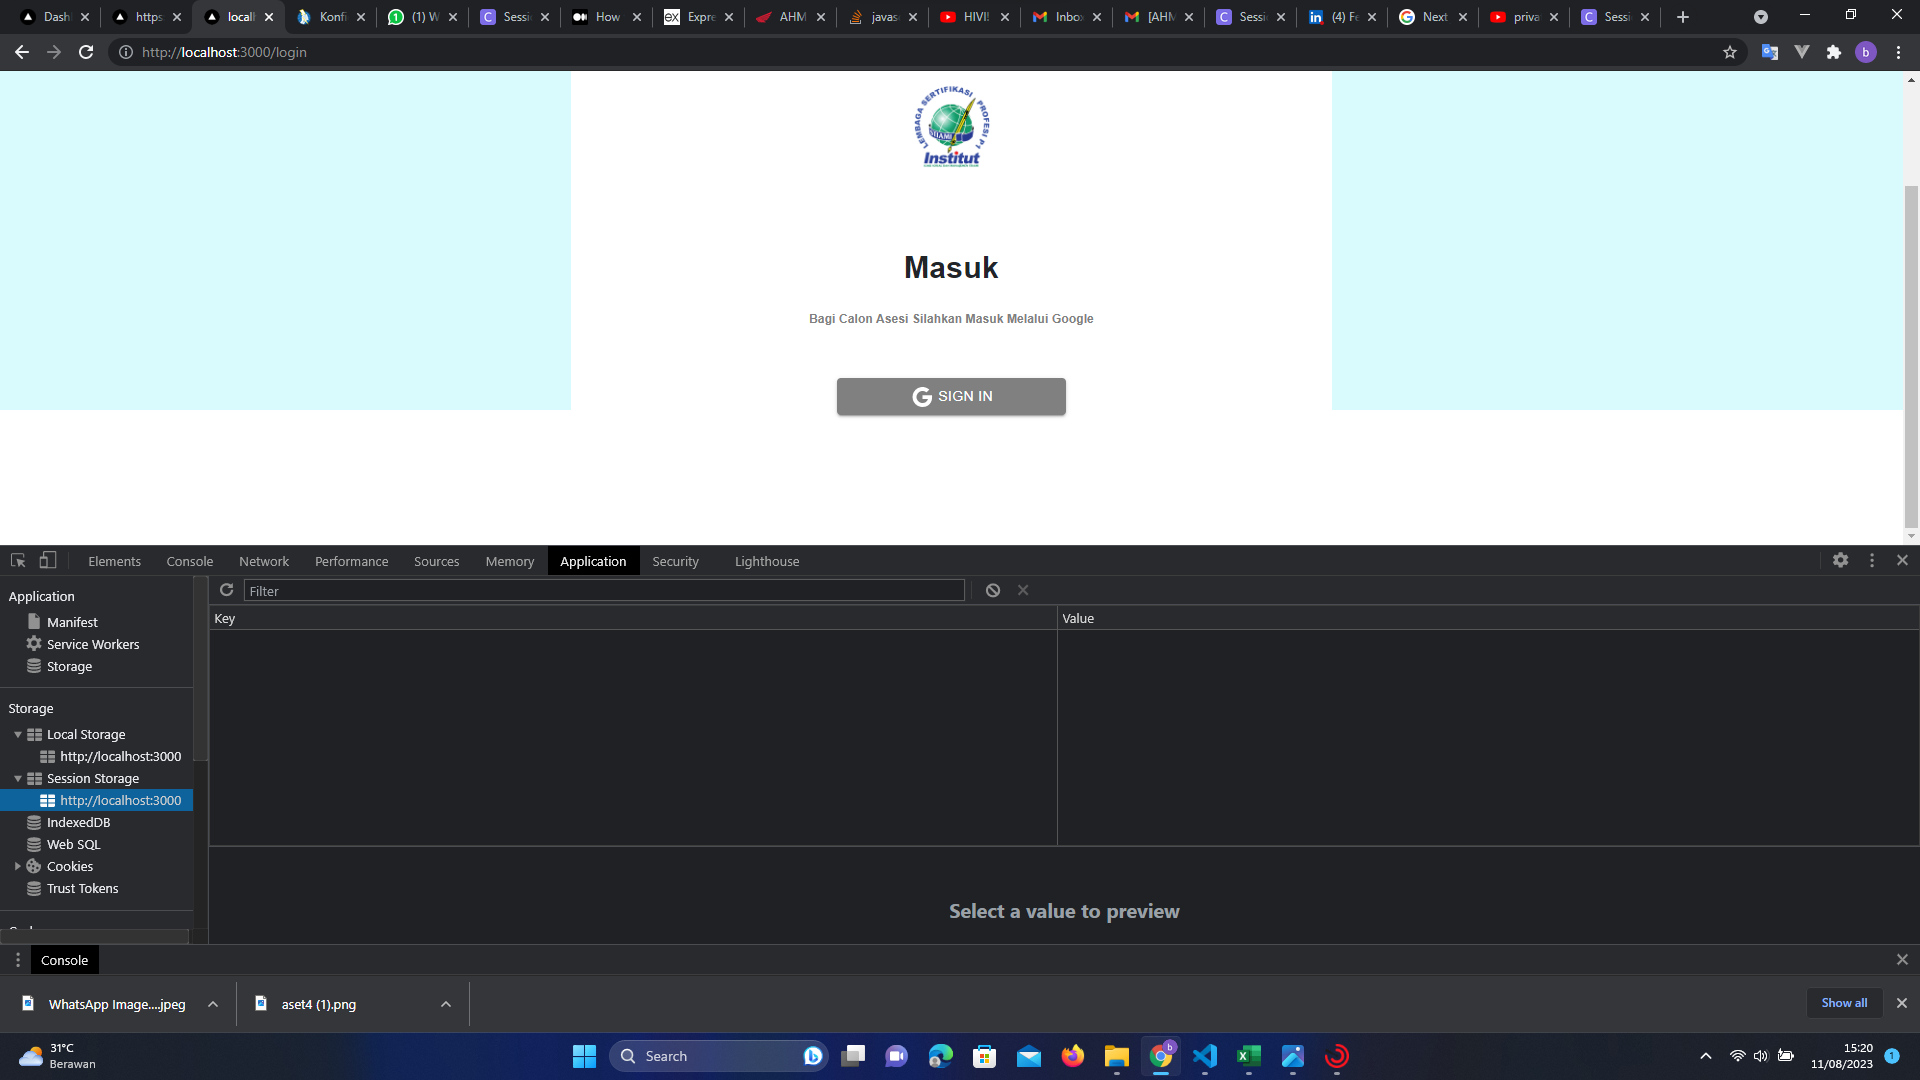 Dash
https
locall
Konfi
(1) W
Sessi
How
Expre
AHM
javas
HIVI!
Inbox
[AHM
Sessi
(4) Fe
Next
priva
Sessi
http://localhost:3000/login
b
LEMBAGA SERTIFIKASI PROFESI P1
Institut
Masuk
Bagi Calon Asesi Silahkan Masuk Melalui Google
SIGN IN
Elements
Console
Network
Performance
Sources
Memory
Application
Security
Lighthouse
Application
Filter
Manifest
Key
Value
Service Workers
Storage
Storage
Local Storage
http://localhost:3000
Session Storage
http://localhost:3000
IndexedDB
Web SQL
Cookies
Trust Tokens
Select a value to preview
Console
WhatsApp Image....jpeg
aset4 (1).png
Show all
31°C
Berawan
Search
b
15:20
11/08/2023
1